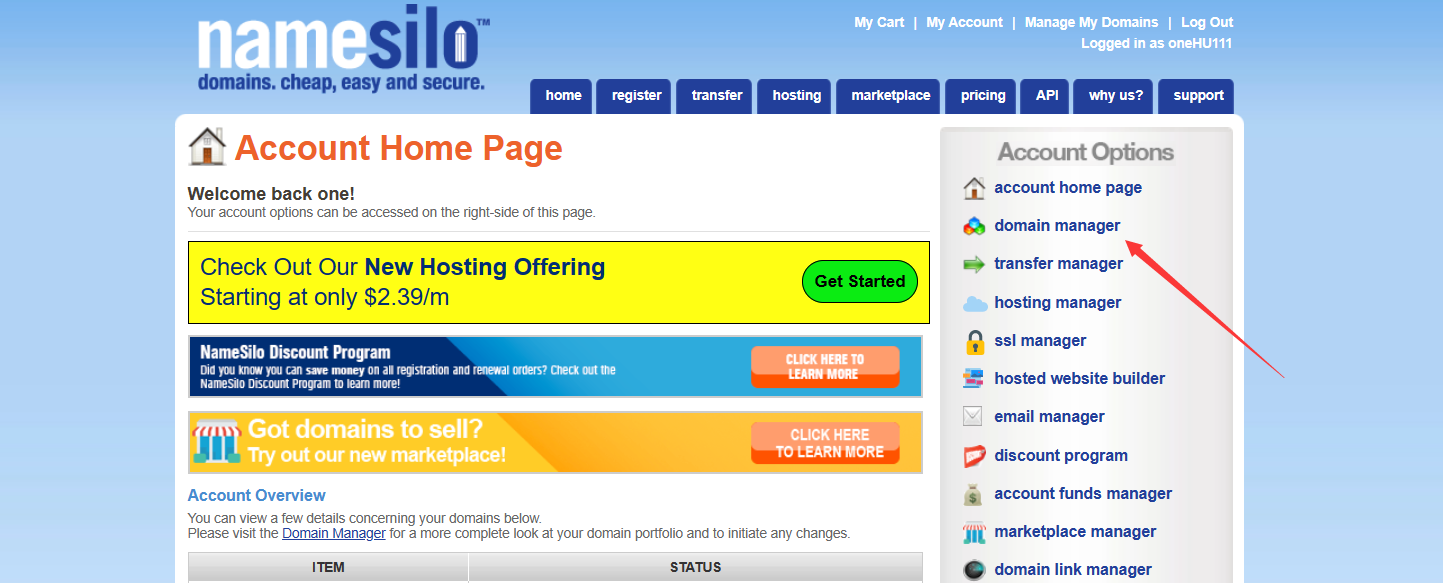 namesilo™
domains. cheap, easy and secure.
My Cart | My Account | Manage My Domains | Log Out
Logged in as oneHU111
home register transfer hosting marketplace pricing API why us? support
Account Home Page
Welcome back one!
Your account options can be accessed on the right-side of this page.
Check Out Our New Hosting Offering
Starting at only $2.39/m
Get Started
NameSilo Discount Program
Did you know you can save money on all registration and renewal orders? Check out the
NameSilo Discount Program to learn more!
CLICK HERE TO
LEARN MORE
Got domains to sell?
Try out our new marketplace!
CLICK HERE
TO LEARN MORE
Account Overview
You can view a few details concerning your domains below.
Please visit the Domain Manager for a more complete look at your domain portfolio and to initiate any changes.
ITEM STATUS
Account Options
account home page
domain manager
transfer manager
hosting manager
ssl manager
hosted website builder
email manager
discount program
account funds manager
marketplace manager
domain link manager